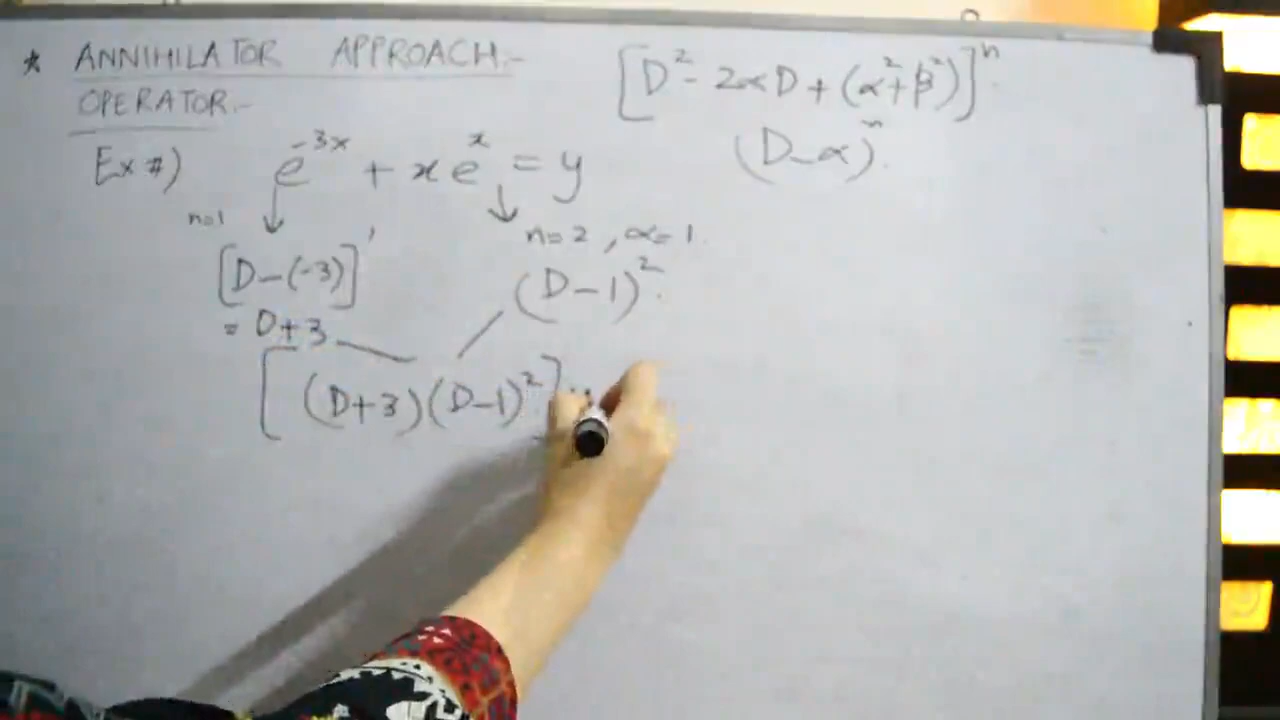 * ANNIHILATOR APPROACH:-
OPERATOR:-
[D² - 2αD + (α² + β²)]ⁿ
(D - α)ⁿ
Ex#) e⁻³ˣ + x eˣ = y
n=1
n=2, α=1.
[D-(-3)]¹
(D-1)²
= D+3
[(D+3)(D-1)²]